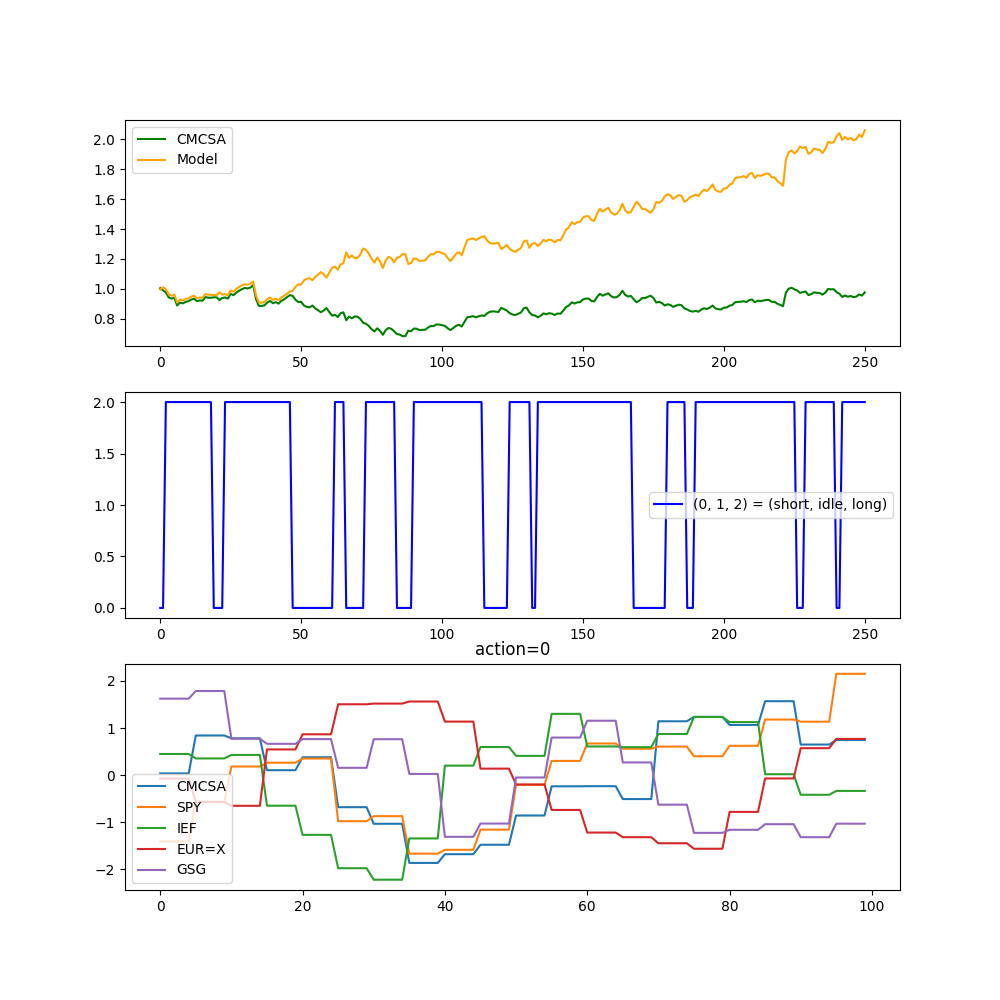 CMCSA
Model
2.0
1.8
1.6
1.4
1.2
1.0
0.8
0 50 100 150 200 250
2.0
1.5
1.0
0.5
0.0
(0, 1, 2) = (short, idle, long)
0 50 100 150 200 250
action=0
2
1
0
−1
−2
CMCSA
SPY
IEF
EUR=X
GSG
0 20 40 60 80 100